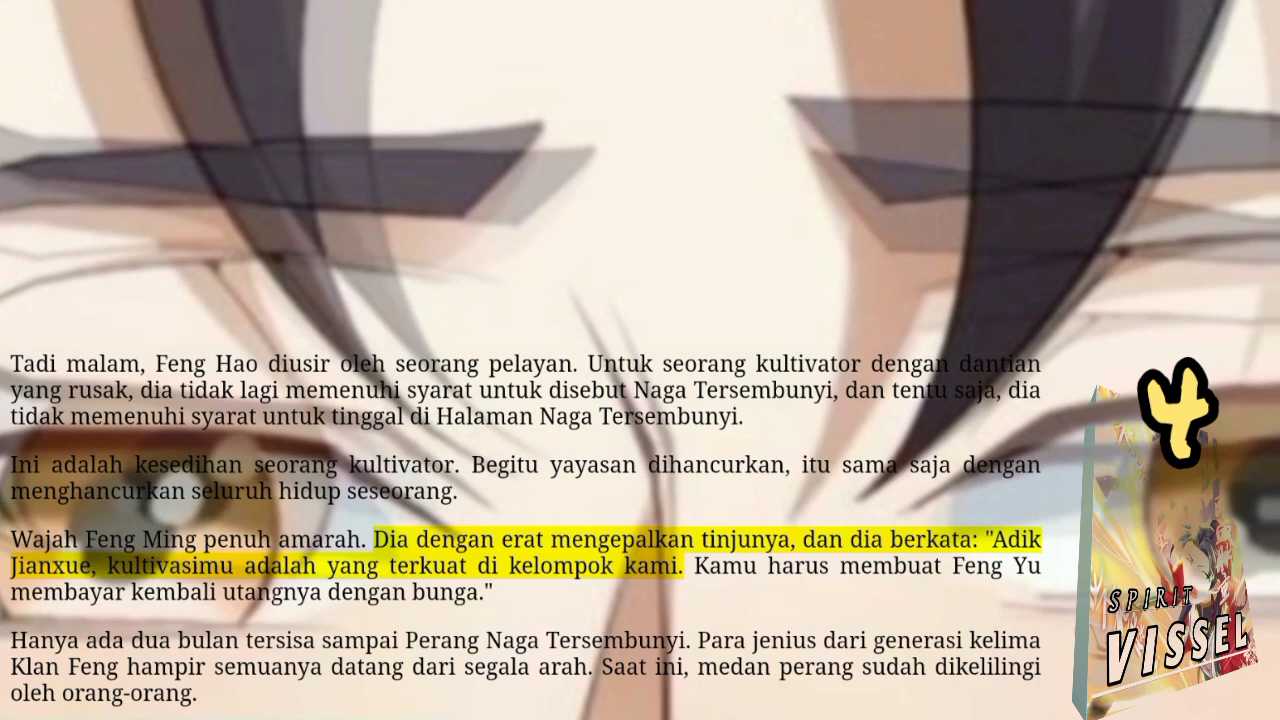 Tadi malam, Feng Hao diusir oleh seorang pelayan. Untuk seorang kultivator dengan dantian
yang rusak, dia tidak lagi memenuhi syarat untuk disebut Naga Tersembunyi, dan tentu saja, dia
tidak memenuhi syarat untuk tinggal di Halaman Naga Tersembunyi.
Ini adalah kesedihan seorang kultivator. Begitu yayasan dihancurkan, itu sama saja dengan
menghancurkan seluruh hidup seseorang.
Wajah Feng Ming penuh amarah. Dia dengan erat mengepalkan tinjunya, dan dia berkata: "Adik
Jianxue, kultivasimu adalah yang terkuat di kelompok kami. Kamu harus membuat Feng Yu
membayar kembali utangnya dengan bunga."
Hanya ada dua bulan tersisa sampai Perang Naga Tersembunyi. Para jenius dari generasi kelima
Klan Feng hampir semuanya datang dari segala arah. Saat ini, medan perang sudah dikelilingi
oleh orang-orang.
4
SPIRIT
VISSEL